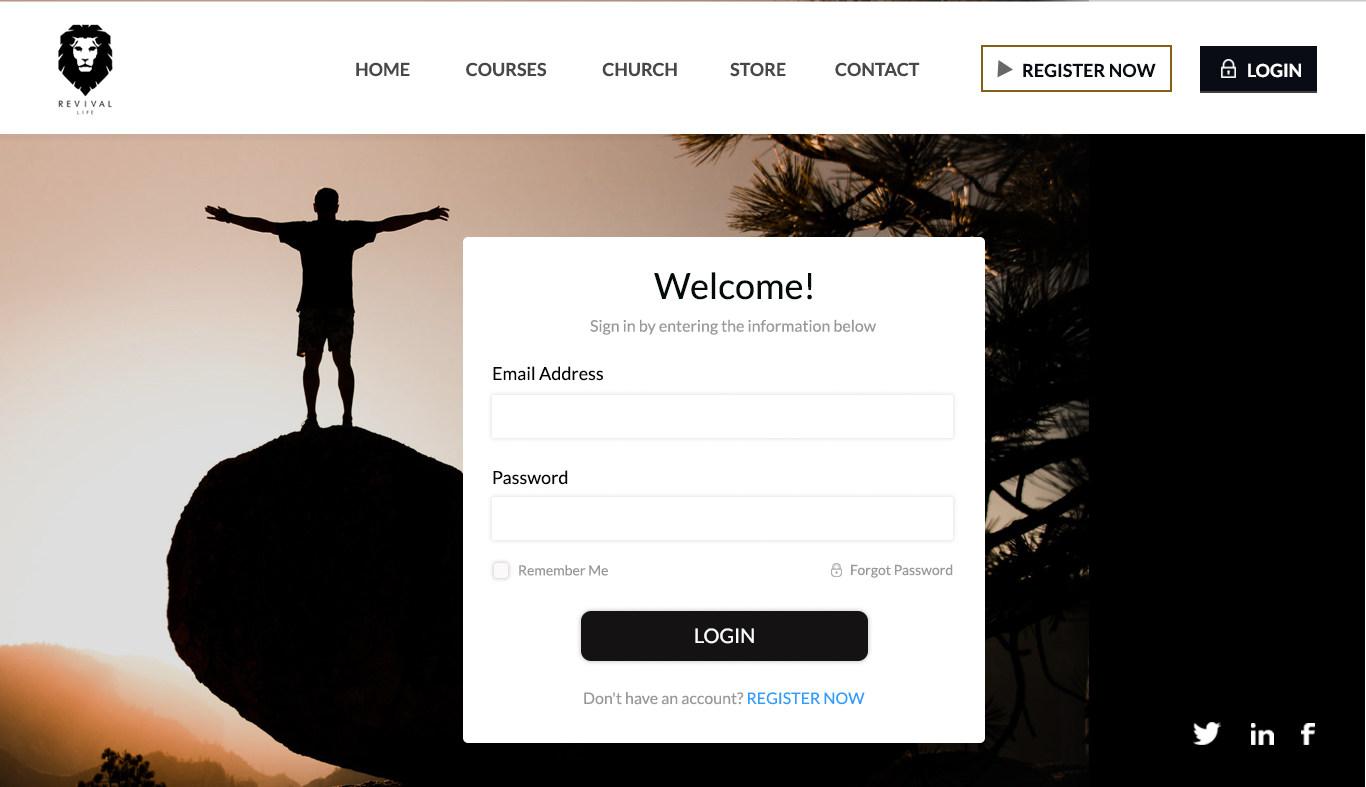 REVIVAL
LIFE
HOME COURSES CHURCH STORE CONTACT REGISTER NOW LOGIN
Welcome!
Sign in by entering the information below
Email Address
Password
Remember Me Forgot Password
LOGIN
Don't have an account? REGISTER NOW